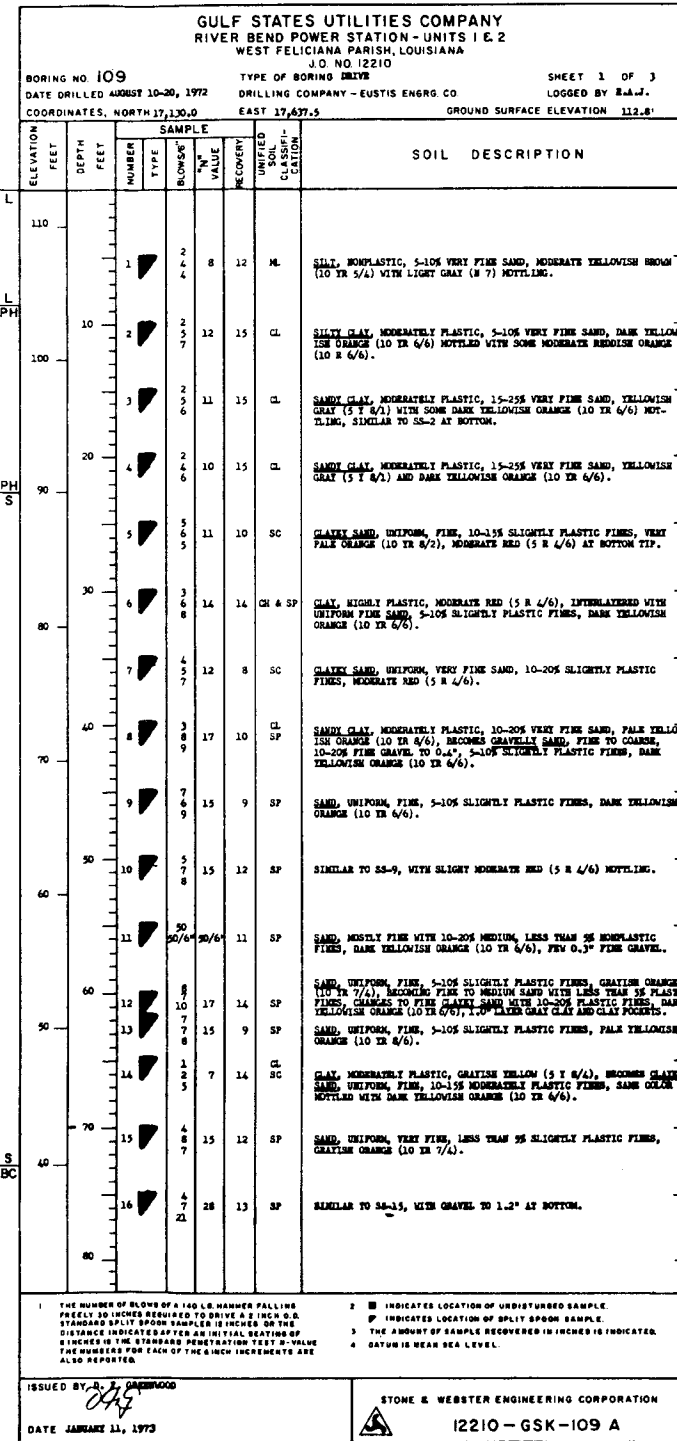 GULF STATES UTILITIES COMPANY
RIVER BEND POWER STATION - UNITS 1 & 2
WEST FELICIANA PARISH, LOUISIANA
J.O. NO. 12210
BORING NO. 109 TYPE OF BORING DRIVE SHEET 1 OF 3
DATE DRILLED AUGUST 10-20, 1972 DRILLING COMPANY - EUSTIS ENGRG. CO. LOGGED BY
COORDINATES, NORTH 17,130.0 EAST 17,637.5 GROUND SURFACE ELEVATION 112.8'
ELEVATION FEET
DEPTH FEET
SAMPLE
NUMBER
TYPE
BLOWS/6"
"N" VALUE
RECOVERY
UNIFIED SOIL CLASSIFI-CATION
SOIL DESCRIPTION
L
110
1 2 4 4 8 12 ML SILT, NONPLASTIC, 5-10% VERY FINE SAND, MODERATE YELLOWISH BROWN
(10 YR 5/4) WITH LIGHT GRAY (N 7) MOTTLING.
L
PH
10
2 2 5 7 12 15 CL SILTY CLAY, MODERATELY PLASTIC, 5-10% VERY FINE SAND, DARK YELLOW
ISH ORANGE (10 YR 6/6) MOTTLED WITH SOME MODERATE REDDISH ORANGE
(10 R 6/6).
100
3 2 5 6 11 15 CL SANDY CLAY, MODERATELY PLASTIC, 15-25% VERY FINE SAND, YELLOWISH
GRAY (5 Y 8/1) WITH SOME DARK YELLOWISH ORANGE (10 YR 6/6) MOT-
TLING, SIMILAR TO SS-2 AT BOTTOM.
20
4 2 4 6 10 15 CL SANDY CLAY, MODERATELY PLASTIC, 15-25% VERY FINE SAND, YELLOWISH
GRAY (5 Y 8/1) AND DARK YELLOWISH ORANGE (10 YR 6/6).
PH
S
90
5 5 6 5 11 10 SC CLAYEY SAND, UNIFORM, FINE, 10-15% SLIGHTLY PLASTIC FINES, VERY
PALE ORANGE (10 YR 8/2), MODERATE RED (5 R 4/6) AT BOTTOM TIP.
30
6 3 6 8 14 14 CH & SP CLAY, HIGHLY PLASTIC, MODERATE RED (5 R 4/6), INTERLAYERED WITH
UNIFORM FINE SAND, 5-10% SLIGHTLY PLASTIC FINES, DARK YELLOWISH
ORANGE (10 YR 6/6).
80
7 4 5 7 12 8 SC CLAYEY SAND, UNIFORM, VERY FINE SAND, 10-20% SLIGHTLY PLASTIC
FINES, MODERATE RED (5 R 4/6).
40
8 3 8 9 17 10 CL SP SANDY CLAY, MODERATELY PLASTIC, 10-20% VERY FINE SAND, PALE YELLO
ISH ORANGE (10 YR 8/6), BECOMES GRAVELLY SAND, FINE TO COARSE,
10-20% FINE GRAVEL TO 0.4", 5-10% SLIGHTLY PLASTIC FINES, DARK
YELLOWISH ORANGE (10 YR 6/6).
70
9 7 6 9 15 9 SP SAND, UNIFORM, FINE, 5-10% SLIGHTLY PLASTIC FINES, DARK YELLOWISH
ORANGE (10 YR 6/6).
50
10 5 7 8 15 12 SP SIMILAR TO SS-9, WITH SLIGHT MODERATE RED (5 R 4/6) MOTTLING.
60
11 50 50/6" 50/6" 11 SP SAND, MOSTLY FINE WITH 10-20% MEDIUM, LESS THAN 5% NONPLASTIC
FINES, DARK YELLOWISH ORANGE (10 YR 6/6), FEW 0.3" FINE GRAVEL.
60
12 8 7 10 17 14 SP SAND, UNIFORM, FINE, 5-10% SLIGHTLY PLASTIC FINES, GRAYISH ORANGE
(10 YR 7/4), BECOMING FINE TO MEDIUM SAND WITH LESS THAN 5% PLAST
FINES, CHANGES TO FINE CLAYEY SAND WITH 10-20% PLASTIC FINES, DAR
YELLOWISH ORANGE (10 YR 6/6), 1.0" LAYER GRAY CLAY AND CLAY POCKETS.
50
13 7 7 8 15 9 SP SAND, UNIFORM, FINE, 5-10% SLIGHTLY PLASTIC FINES, PALE YELLOWISH
ORANGE (10 YR 8/6).
14 1 2 5 7 14 CL SC CLAY, MODERATELY PLASTIC, GRAYISH YELLOW (5 Y 8/4), BECOMES CLAYE
SAND, UNIFORM, FINE, 10-15% MODERATELY PLASTIC FINES, SAME COLOR
MOTTLED WITH DARK YELLOWISH ORANGE (10 YR 6/6).
70
15 4 8 7 15 12 SP SAND, UNIFORM, VERY FINE, LESS THAN 5% SLIGHTLY PLASTIC FINES,
GRAYISH ORANGE (10 YR 7/4).
S
BC
40
16 4 7 21 28 13 SP SIMILAR TO SS-15, WITH GRAVEL TO 1.2" AT BOTTOM.
80
1 THE NUMBER OF BLOWS OF A 140 LB. HAMMER FALLING
FREELY 30 INCHES REQUIRED TO DRIVE A 2 INCH O.D.
STANDARD SPLIT SPOON SAMPLER 12 INCHES OR THE
DISTANCE INDICATED AFTER AN INITIAL SEATING OF
6 INCHES IS THE STANDARD PENETRATION TEST N-VALUE
THE NUMBERS FOR EACH OF THE 6 INCH INCREMENTS ARE
ALSO REPORTED.
2 INDICATES LOCATION OF UNDISTURBED SAMPLE.
INDICATES LOCATION OF SPLIT SPOON SAMPLE.
3 THE AMOUNT OF SAMPLE RECOVERED IN INCHES IS INDICATED.
4 DATUM IS MEAN SEA LEVEL.
ISSUED BY
DATE JANUARY 11, 1973
STONE & WEBSTER ENGINEERING CORPORATION
12210-GSK-109 A